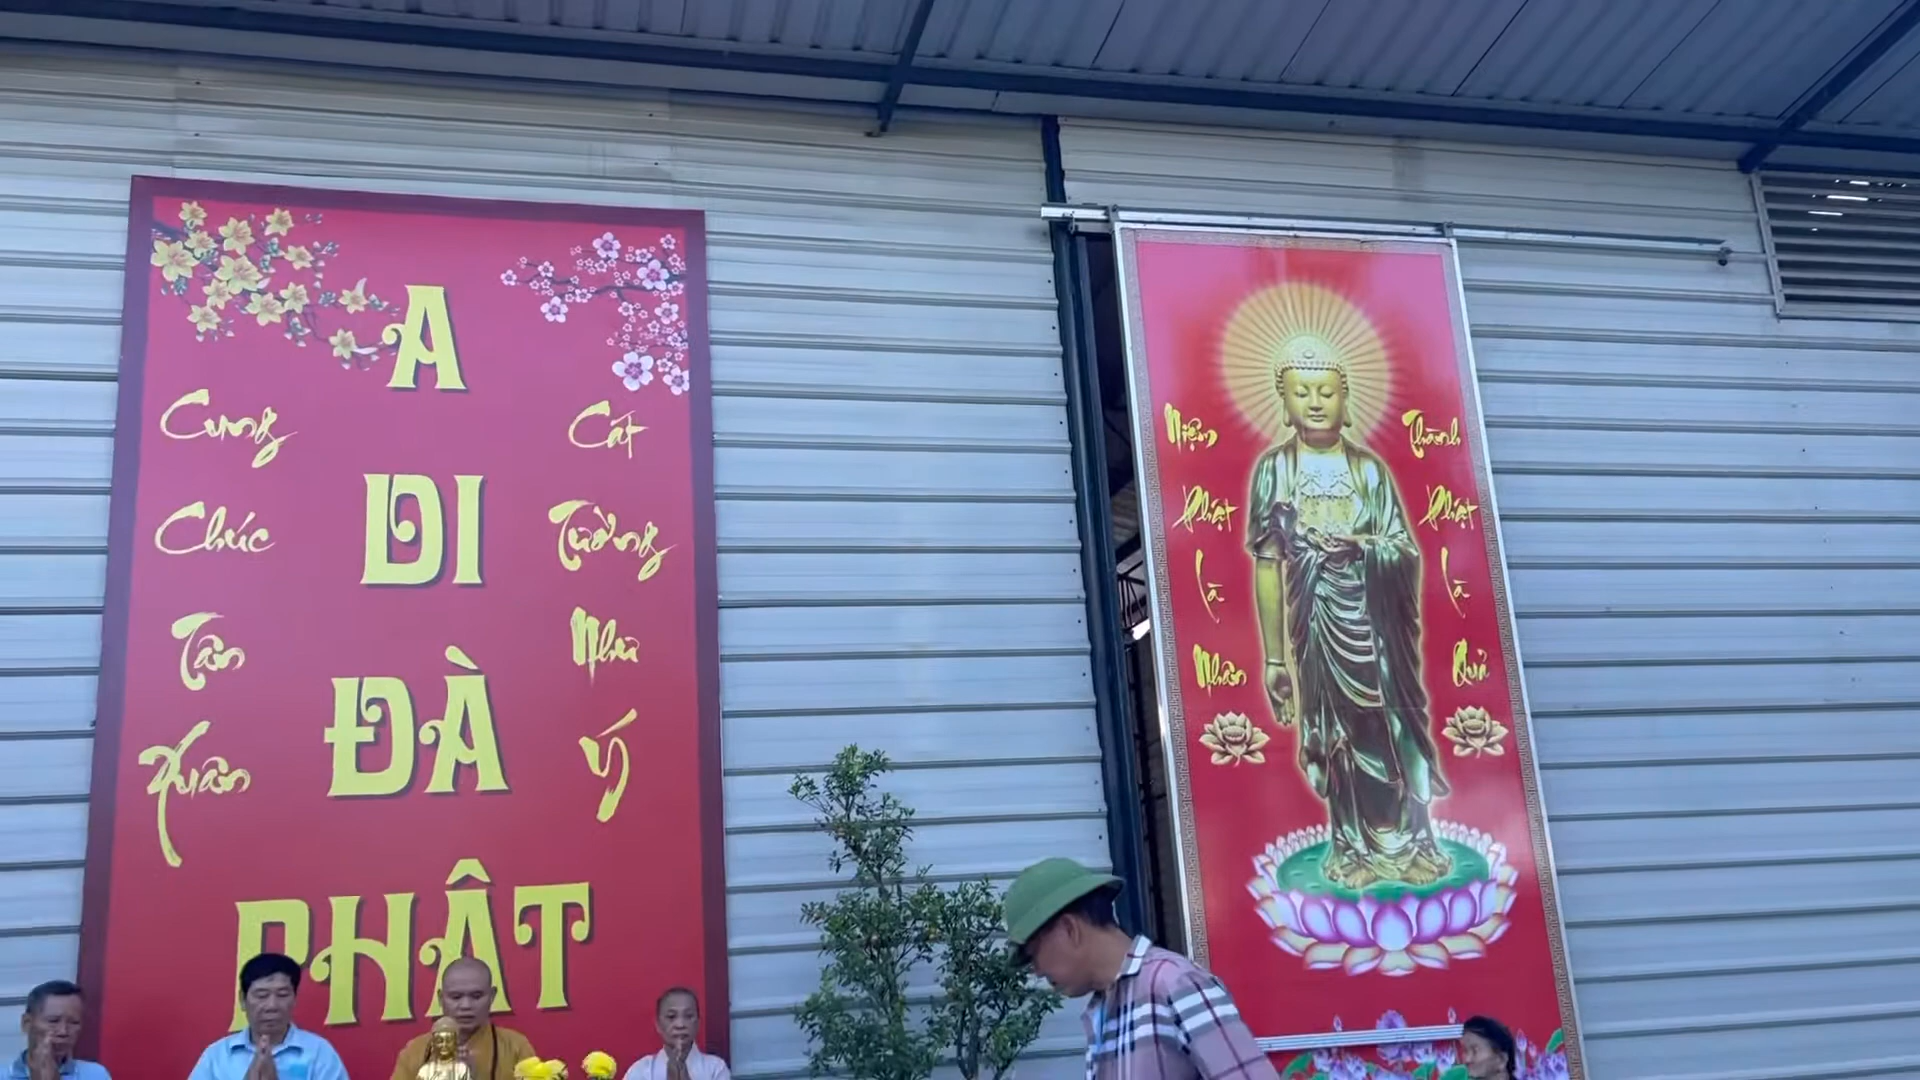 A
DI
ĐÀ
PHẬT
Cung
Chúc
Tân
Xuân
Cát
Tường
Như
Ý
Niệm
Phật
Là
Nhân
Thành
Phật
Là
Quả